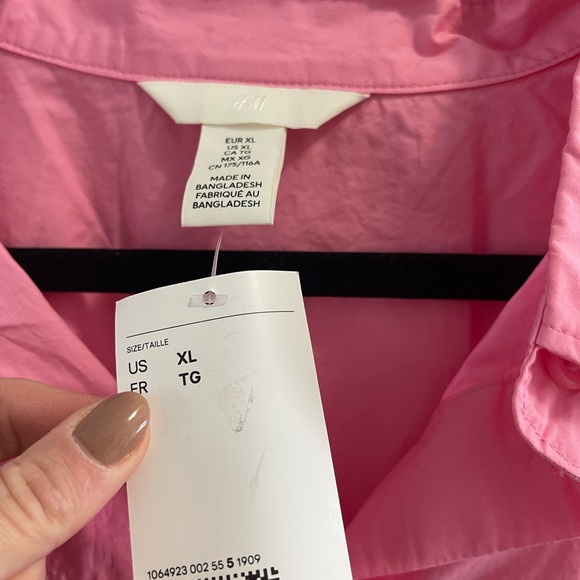 H&M
EUR XL
US XL
CA TG
MX XG
CN 175/116A
MADE IN
BANGLADESH
FABRIQUÉ AU
BANGLADESH
SIZE/TAILLE
US XL
FR TG
1064923 002 55 5 1909